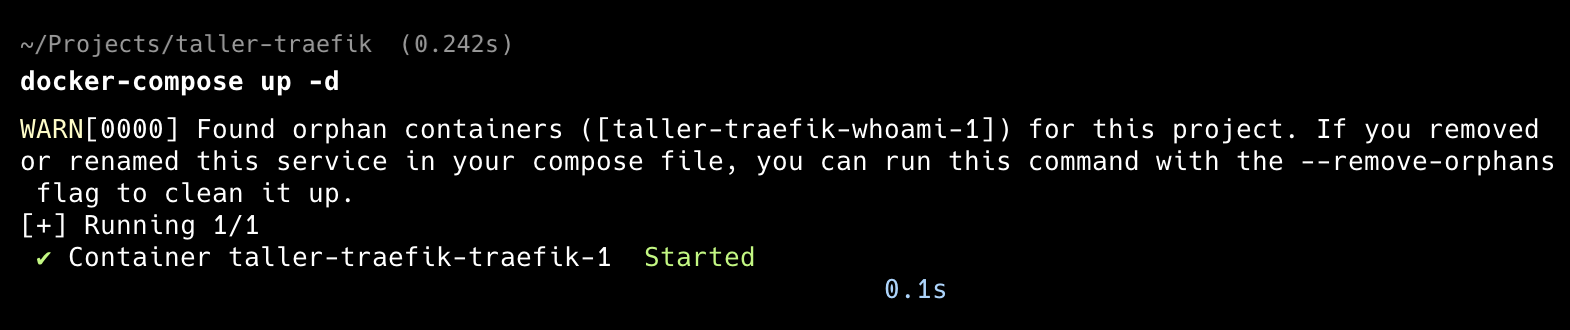 ~/Projects/taller-traefik (0.242s)
docker-compose up -d
WARN[0000] Found orphan containers ([taller-traefik-whoami-1]) for this project. If you removed
or renamed this service in your compose file, you can run this command with the --remove-orphans
flag to clean it up.
[+] Running 1/1
✔ Container taller-traefik-traefik-1 Started
0.1s